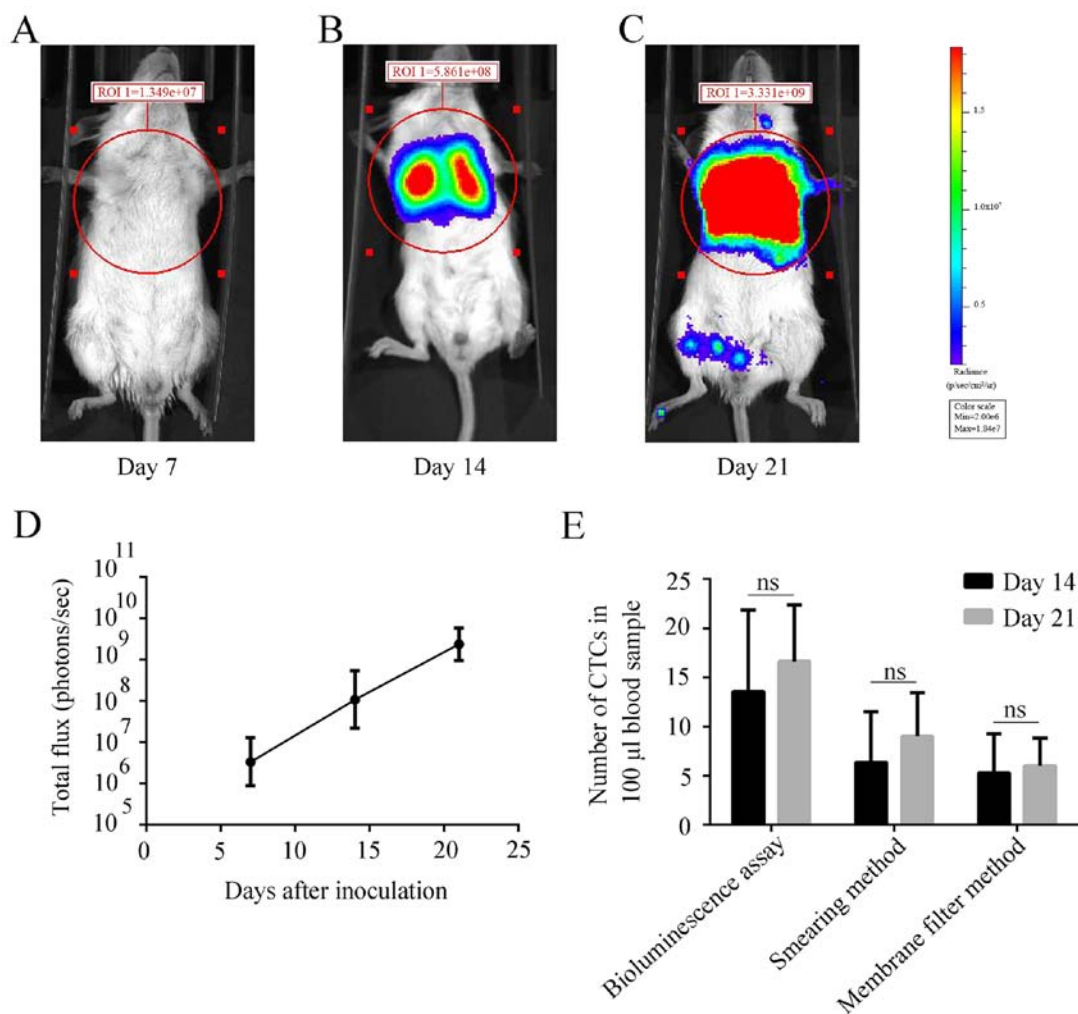 A
B
C
ROI 1=1.349e+07
ROI 1=5.861e+08
ROI 1=3.331e+09
1.5
1.0x10⁷
0.5
Radiance
(p/sec/cm²/sr)
Color scale
Min=2.00e6
Max=1.84e7
Day 7
Day 14
Day 21
D
Total flux (photons/sec)
10¹¹
10¹⁰
10⁹
10⁸
10⁷
10⁶
10⁵
0 5 10 15 20 25
Days after inoculation
E
Number of CTCs in
100 µl blood sample
25
20
15
10
5
0
ns
ns
ns
Day 14
Day 21
Bioluminescence assay
Smearing method
Membrane filter method